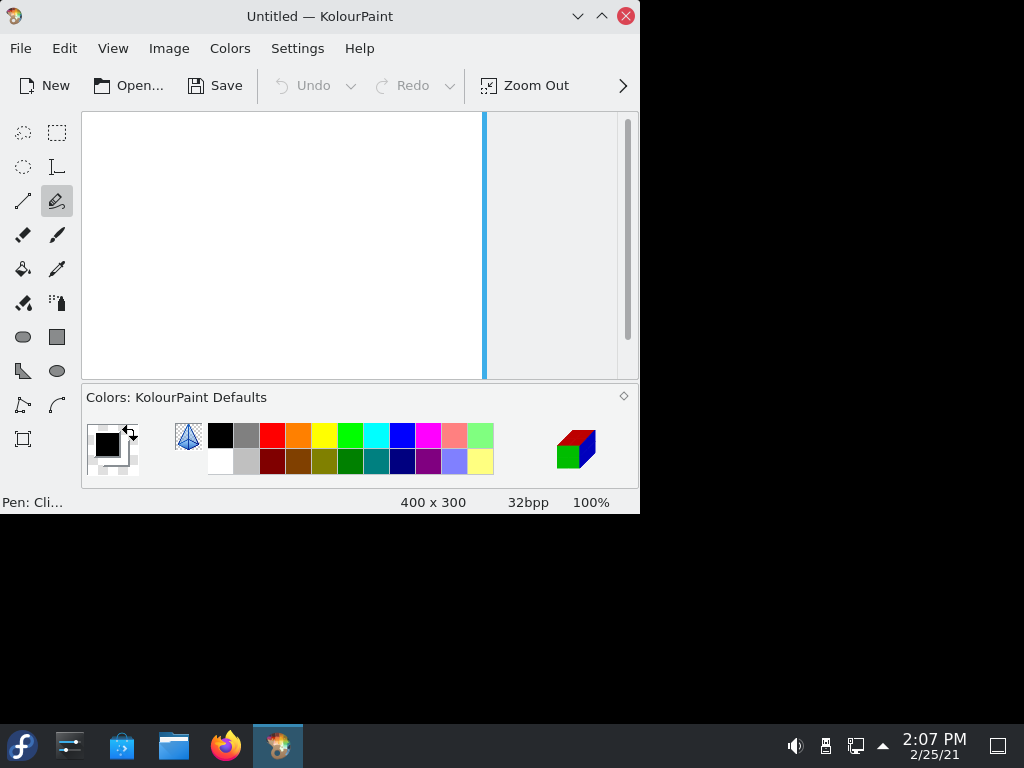 Untitled — KolourPaint
File Edit View Image Colors Settings Help
New Open... Save Undo Redo Zoom Out
Colors: KolourPaint Defaults
Pen: Cli... 400 x 300 32bpp 100%
2:07 PM
2/25/21